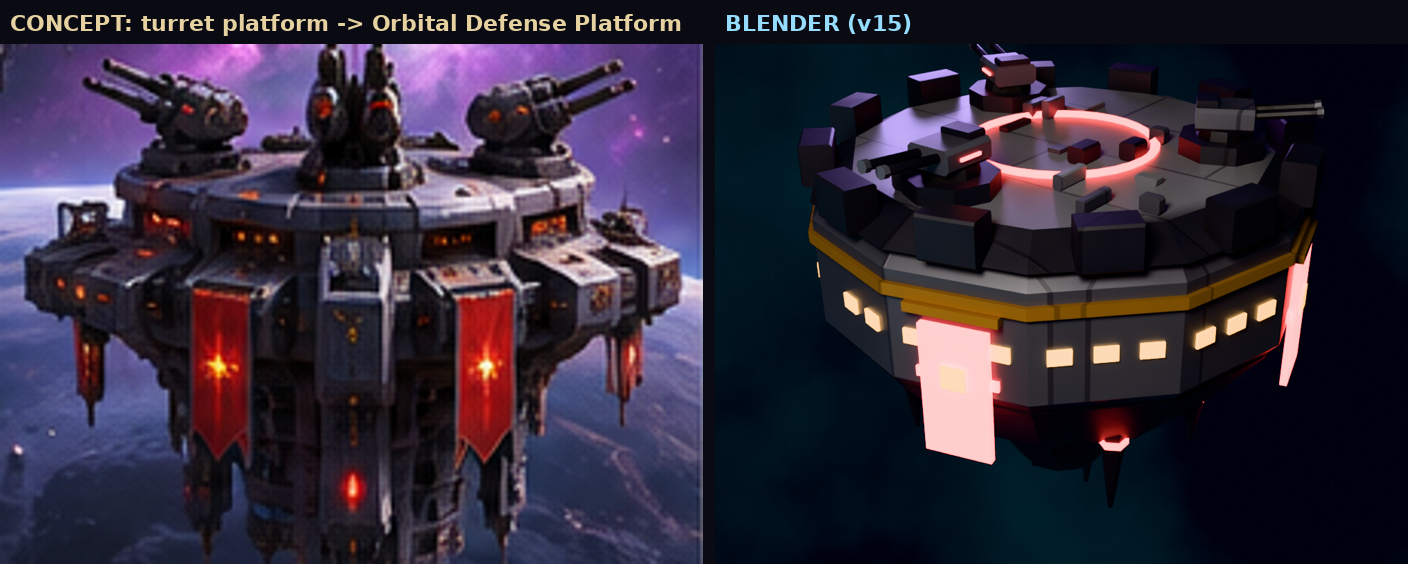 CONCEPT: turret platform -> Orbital Defense Platform
BLENDER (v15)